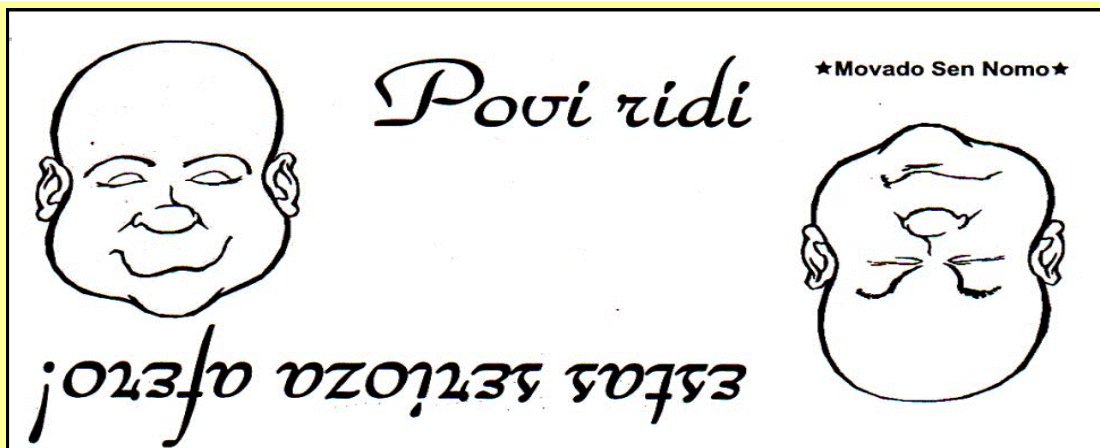 Povi ridi
★Movado Sen Nomo★
estas serioza afero!